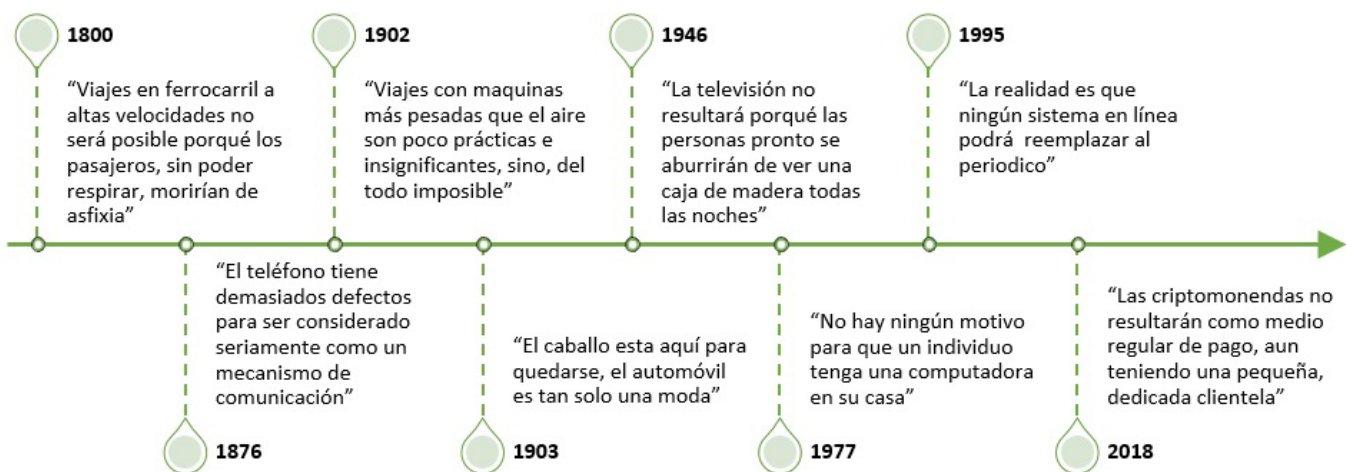 1800
“Viajes en ferrocarril a
altas velocidades no
será posible porqué los
pasajeros, sin poder
respirar, morirían de
asfixia”
1876
“El teléfono tiene
demasiados defectos
para ser considerado
seriamente como un
mecanismo de
comunicación”
1902
“Viajes con maquinas
más pesadas que el aire
son poco prácticas e
insignificantes, sino, del
todo imposible”
1903
“El caballo esta aquí para
quedarse, el automóvil
es tan solo una moda”
1946
“La televisión no
resultará porqué las
personas pronto se
aburrirán de ver una
caja de madera todas
las noches”
1977
“No hay ningún motivo
para que un individuo
tenga una computadora
en su casa”
1995
“La realidad es que
ningún sistema en línea
podrá reemplazar al
periodico”
2018
“Las criptomonendas no
resultarán como medio
regular de pago, aun
teniendo una pequeña,
dedicada clientela”